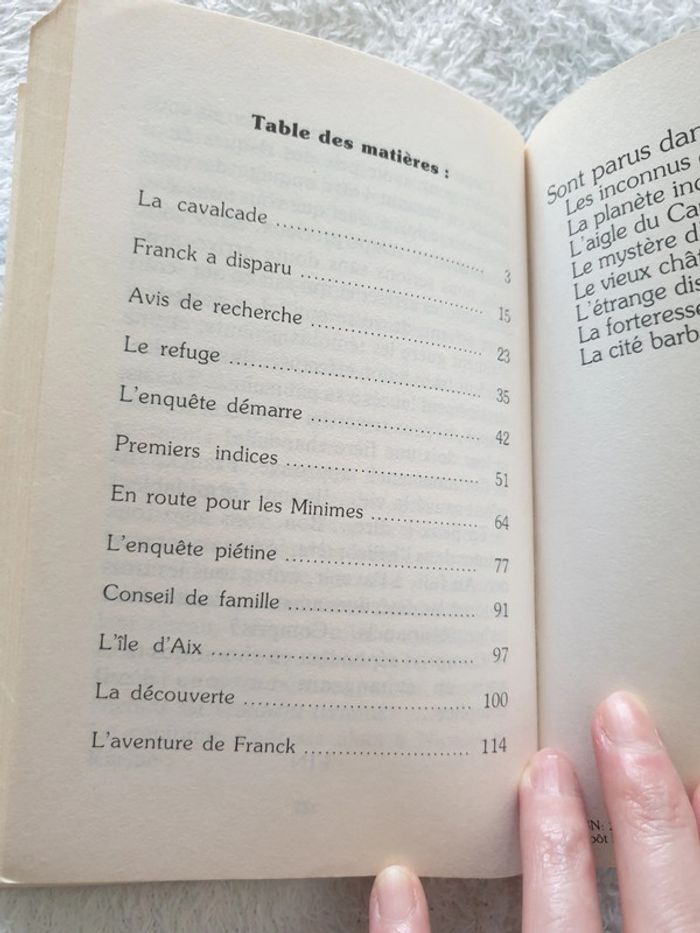 Table des matières :
La cavalcade ........................................ 3
Franck a disparu .................................... 15
Avis de recherche ................................. 23
Le refuge ................................................ 35
L'enquête démarre ................................ 42
Premiers indices .................................... 51
En route pour les Minimes .................... 64
L'enquête piétine ................................... 77
Conseil de famille ................................... 91
L'île d'Aix ................................................ 97
La découverte ........................................ 100
L'aventure de Franck ............................. 114
Sont parus dan
Les inconnus
La planète inc
L'aigle du Ca
Le mystère d
Le vieux chât
L'étrange dis
La forteresse
La cité barb